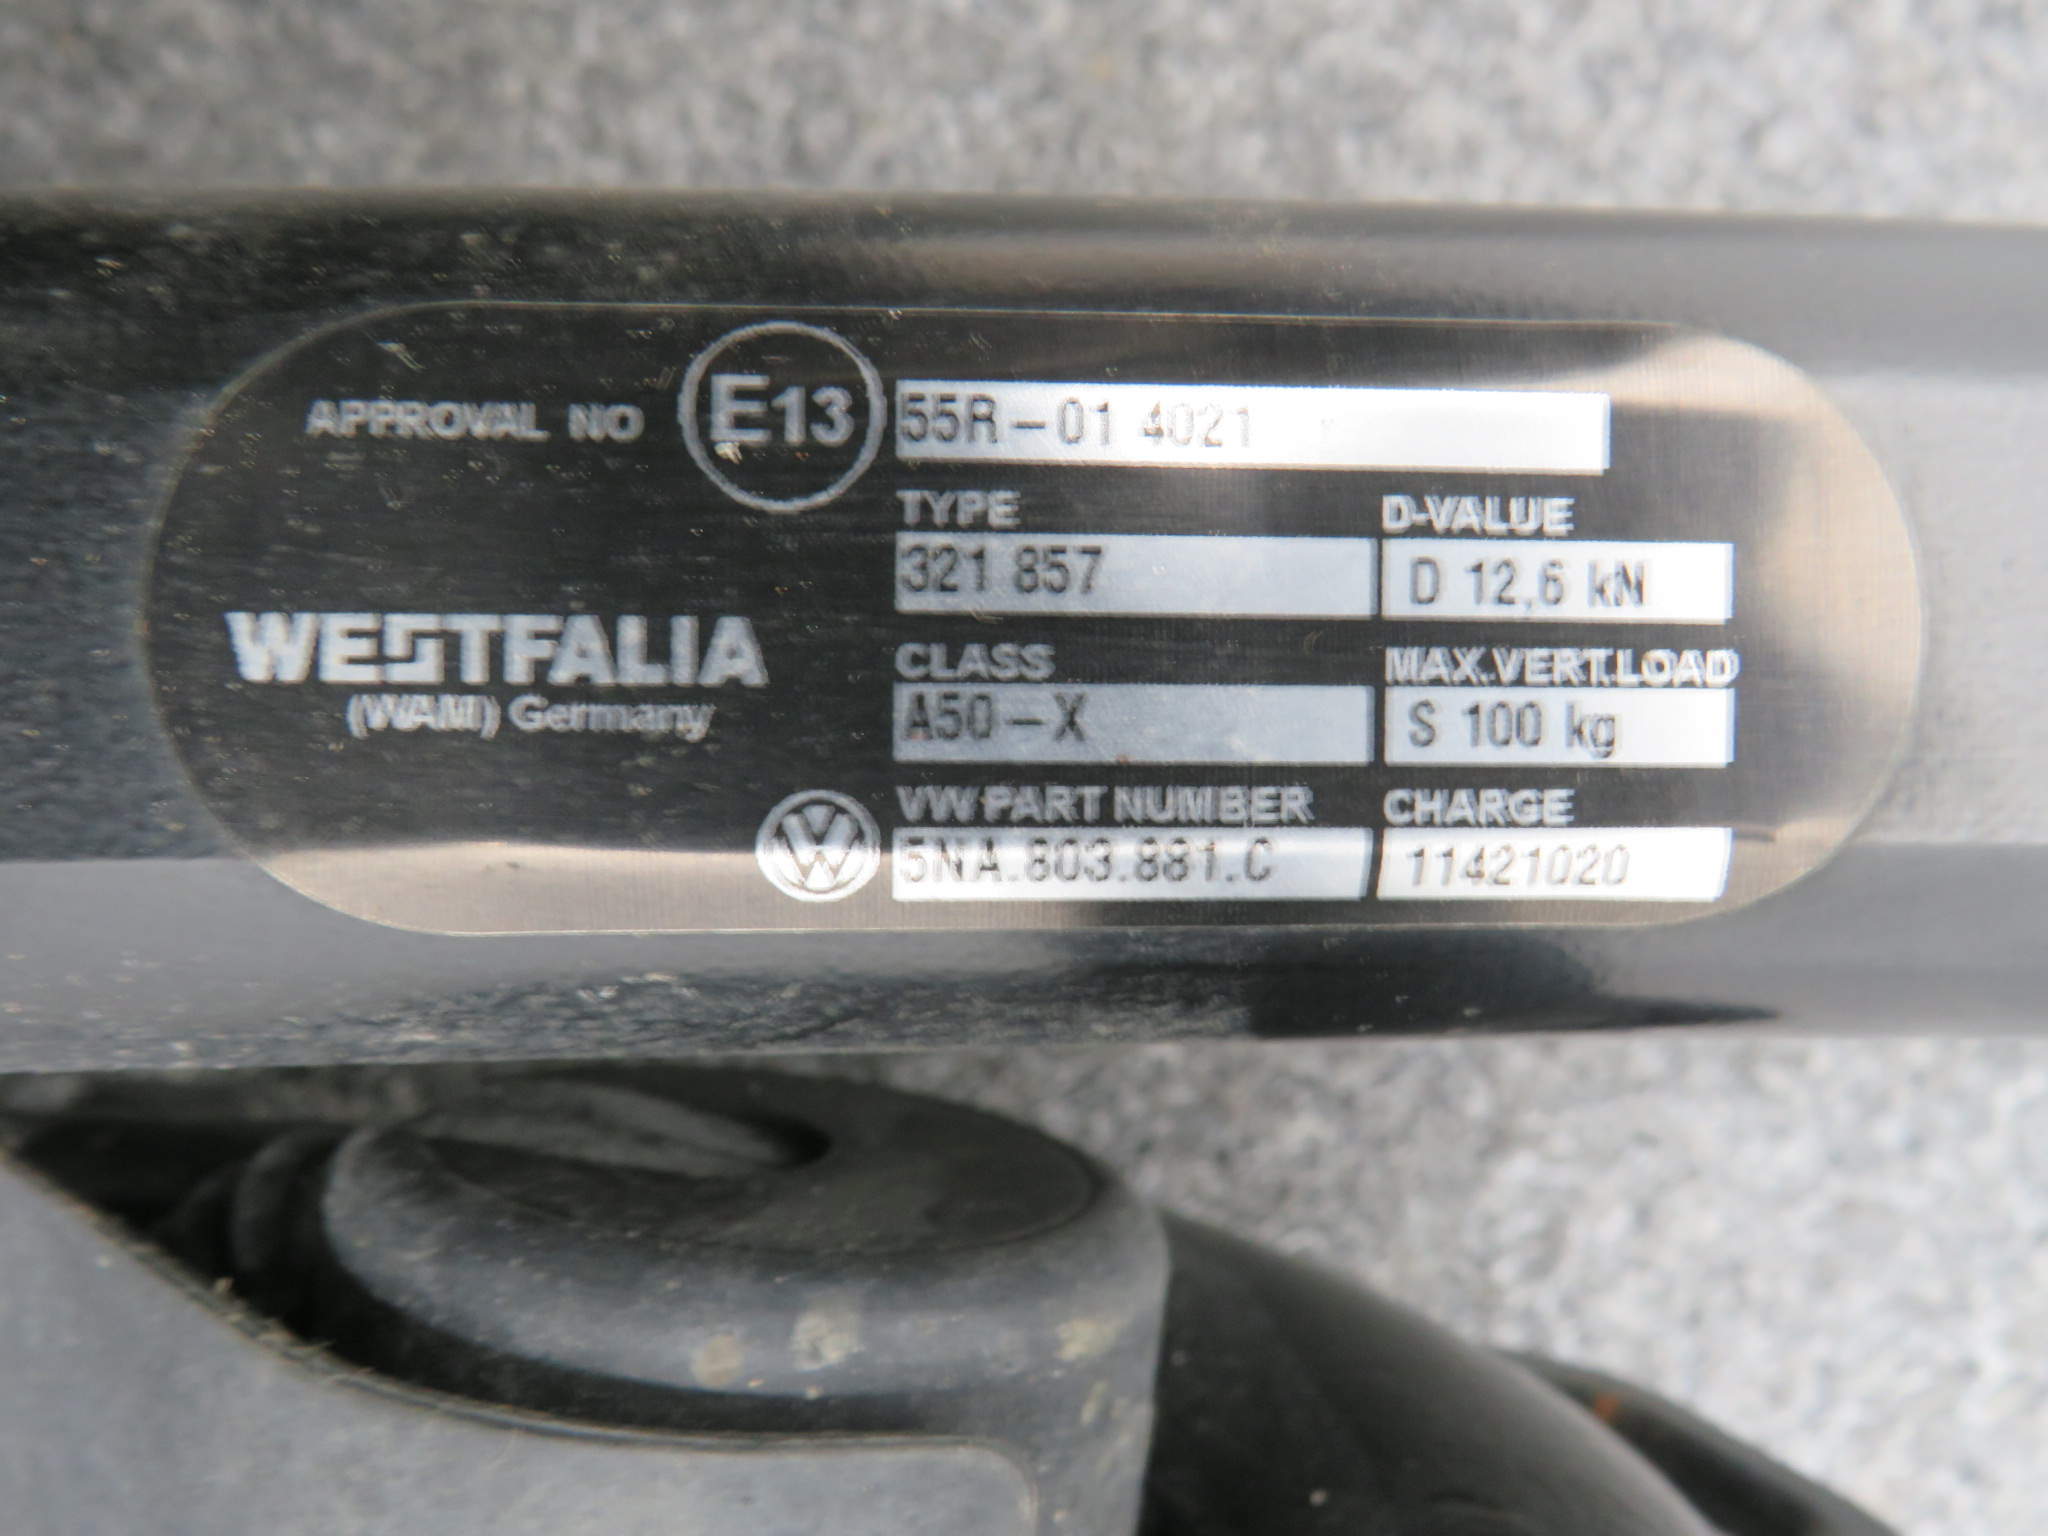 APPROVAL NO E13 55R-01 4021
TYPE D-VALUE
321 857 D 12,6 kN
WESTFALIA
(WAM) Germany
CLASS MAX.VERT.LOAD
A50-X S 100 kg
VW PART NUMBER CHARGE
5NA.803.881.C 11421020